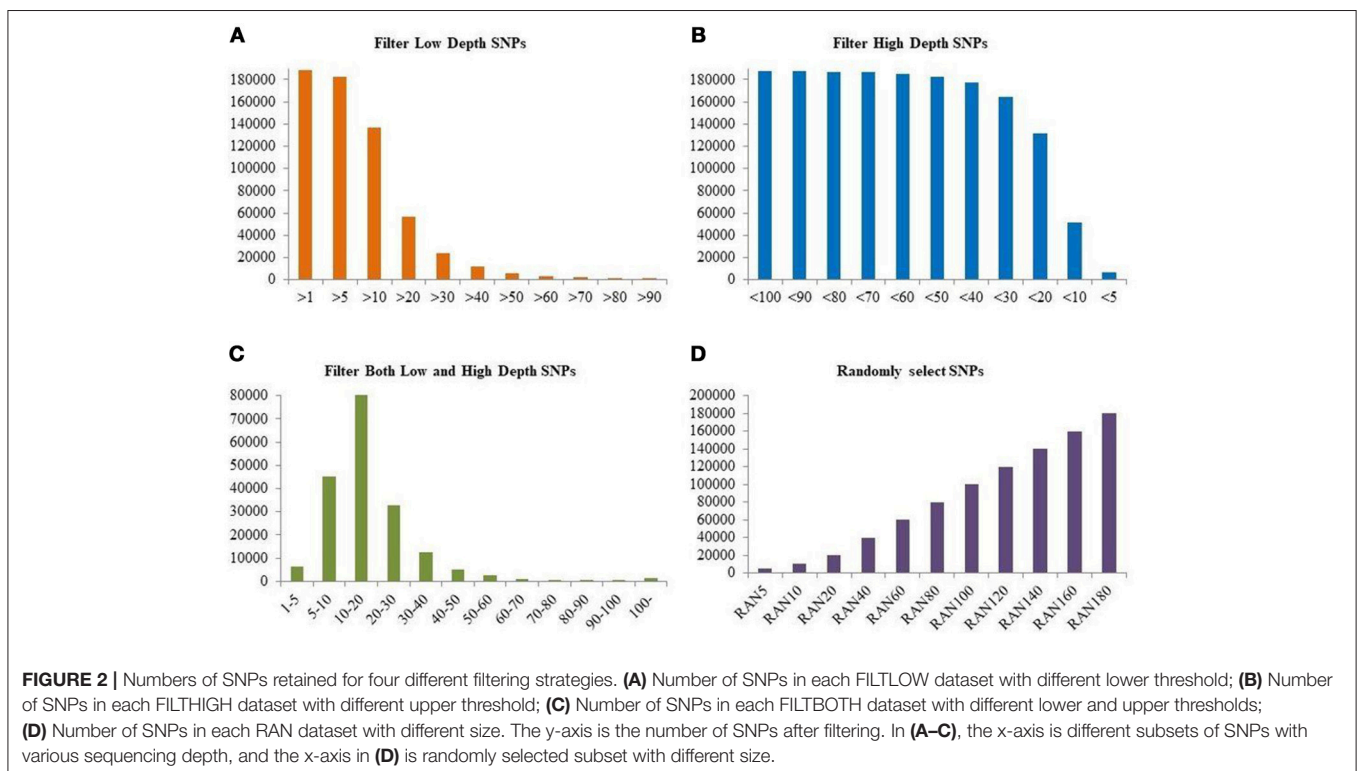 A
Filter Low Depth SNPs
180000
160000
140000
120000
100000
80000
60000
40000
20000
0
>1 >5 >10 >20 >30 >40 >50 >60 >70 >80 >90
B
Filter High Depth SNPs
180000
160000
140000
120000
100000
80000
60000
40000
20000
0
<100 <90 <80 <70 <60 <50 <40 <30 <20 <10 <5
C
Filter Both Low and High Depth SNPs
80000
70000
60000
50000
40000
30000
20000
10000
0
1-5 5-10 10-20 20-30 30-40 40-50 50-60 60-70 70-80 80-90 90-100 100-
D
Randomly select SNPs
200000
180000
160000
140000
120000
100000
80000
60000
40000
20000
0
RAN5 RAN10 RAN20 RAN40 RAN60 RAN80 RAN100 RAN120 RAN140 RAN160 RAN180
FIGURE 2 | Numbers of SNPs retained for four different filtering strategies. (A) Number of SNPs in each FILTLOW dataset with different lower threshold; (B) Number
of SNPs in each FILTHIGH dataset with different upper threshold; (C) Number of SNPs in each FILTBOTH dataset with different lower and upper thresholds;
(D) Number of SNPs in each RAN dataset with different size. The y-axis is the number of SNPs after filtering. In (A–C), the x-axis is different subsets of SNPs with
various sequencing depth, and the x-axis in (D) is randomly selected subset with different size.